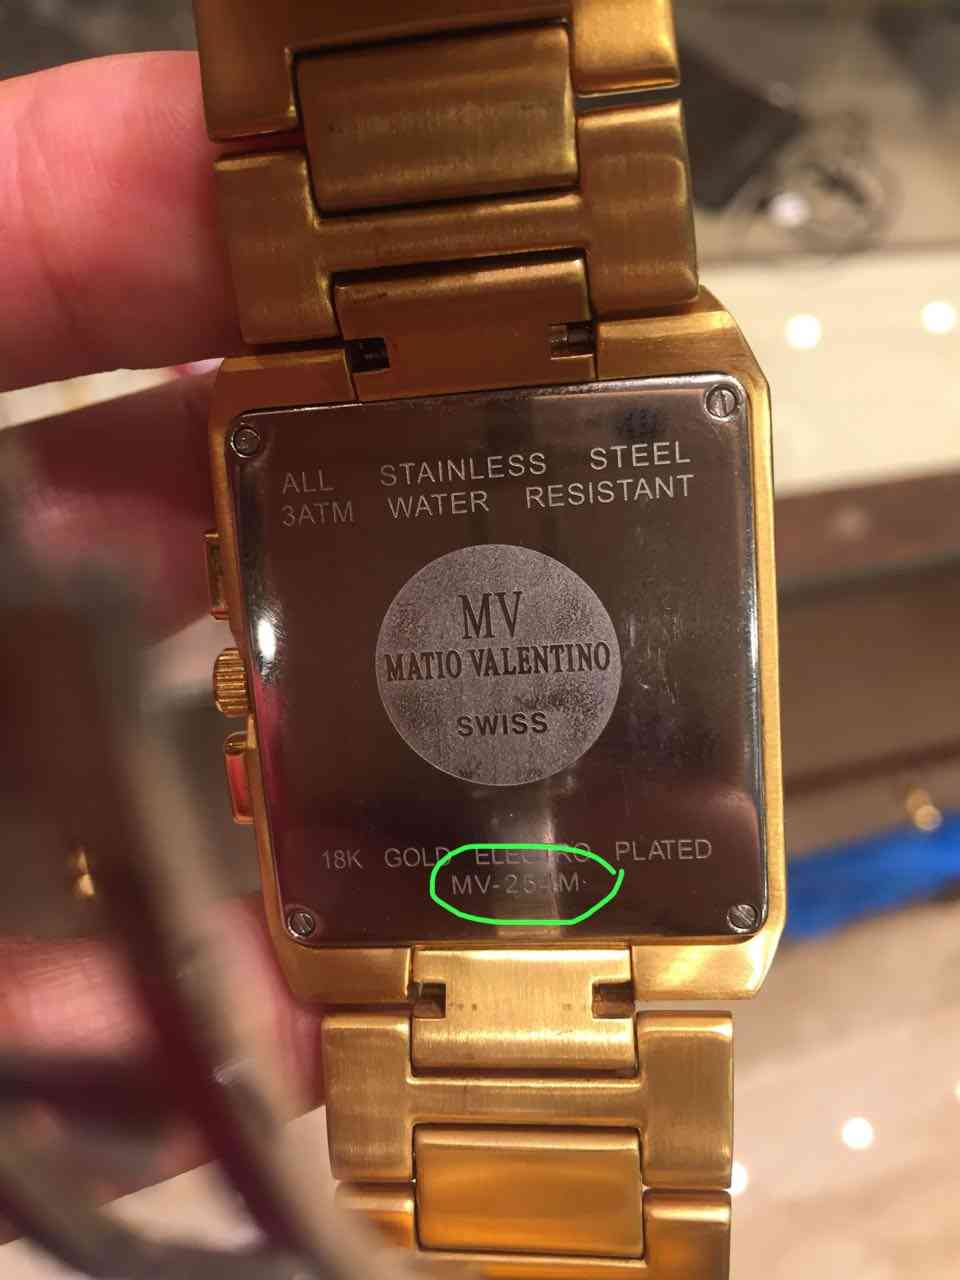 ALL STAINLESS STEEL
3ATM WATER RESISTANT
MV
MATIO VALENTINO
SWISS
18K GOLD ELECTRO PLATED